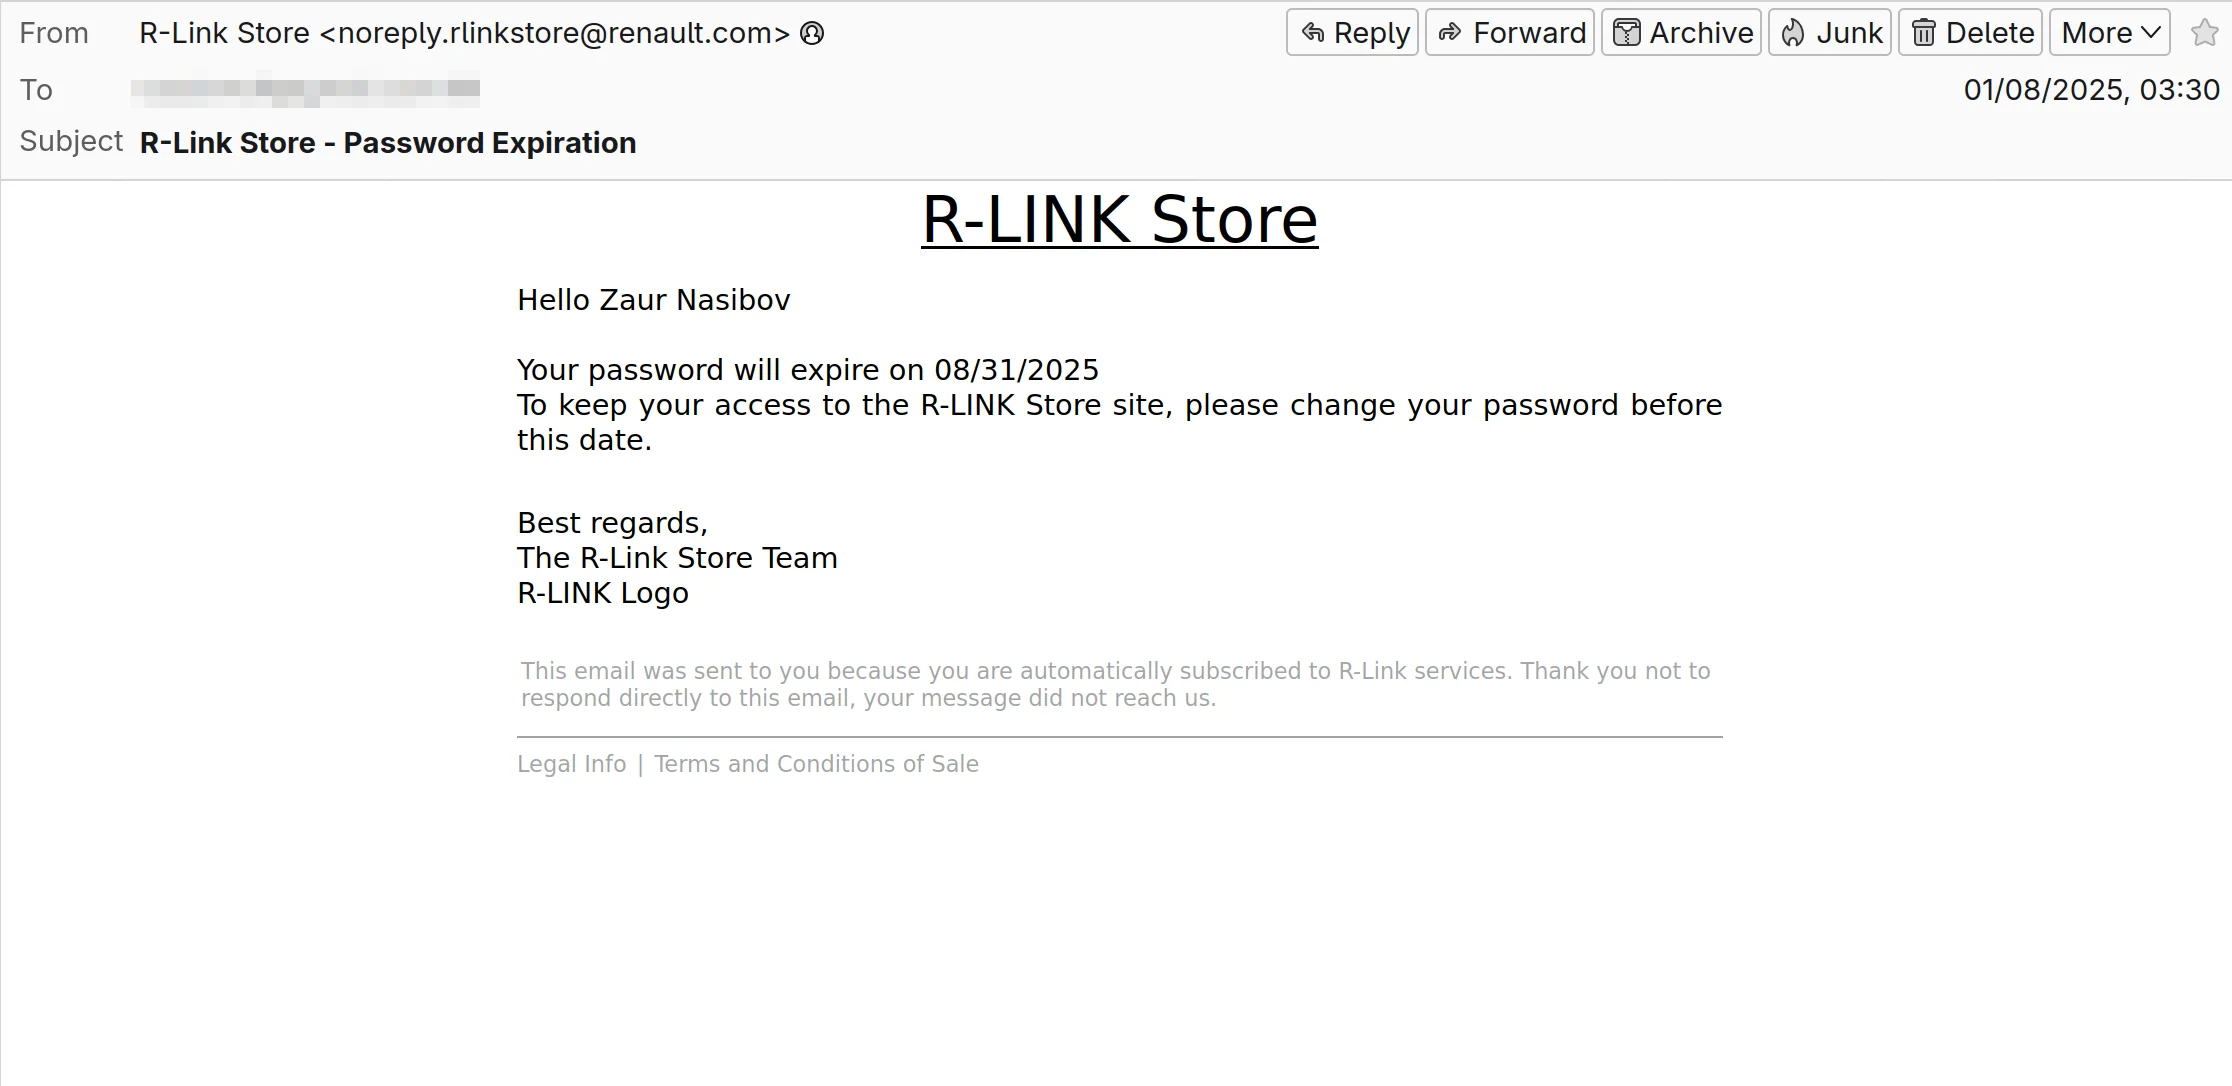 From R-Link Store <noreply.rlinkstore@renault.com> Reply Forward Archive Junk Delete More
To 01/08/2025, 03:30
Subject R-Link Store - Password Expiration
R-LINK Store
Hello Zaur Nasibov
Your password will expire on 08/31/2025
To keep your access to the R-LINK Store site, please change your password before
this date.
Best regards,
The R-Link Store Team
R-LINK Logo
This email was sent to you because you are automatically subscribed to R-Link services. Thank you not to
respond directly to this email, your message did not reach us.
Legal Info | Terms and Conditions of Sale